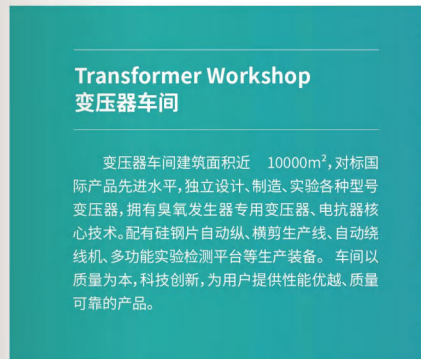 Transformer Workshop
变压器车间
变压器车间建筑面积近 10000m²,对标国
际产品先进水平,独立设计、制造、实验各种型号
变压器,拥有臭氧发生器专用变压器、电抗器核
心技术。配有硅钢片自动纵、横剪生产线、自动绕
线机、多功能实验检测平台等生产装备。 车间以
质量为本,科技创新,为用户提供性能优越、质量
可靠的产品。